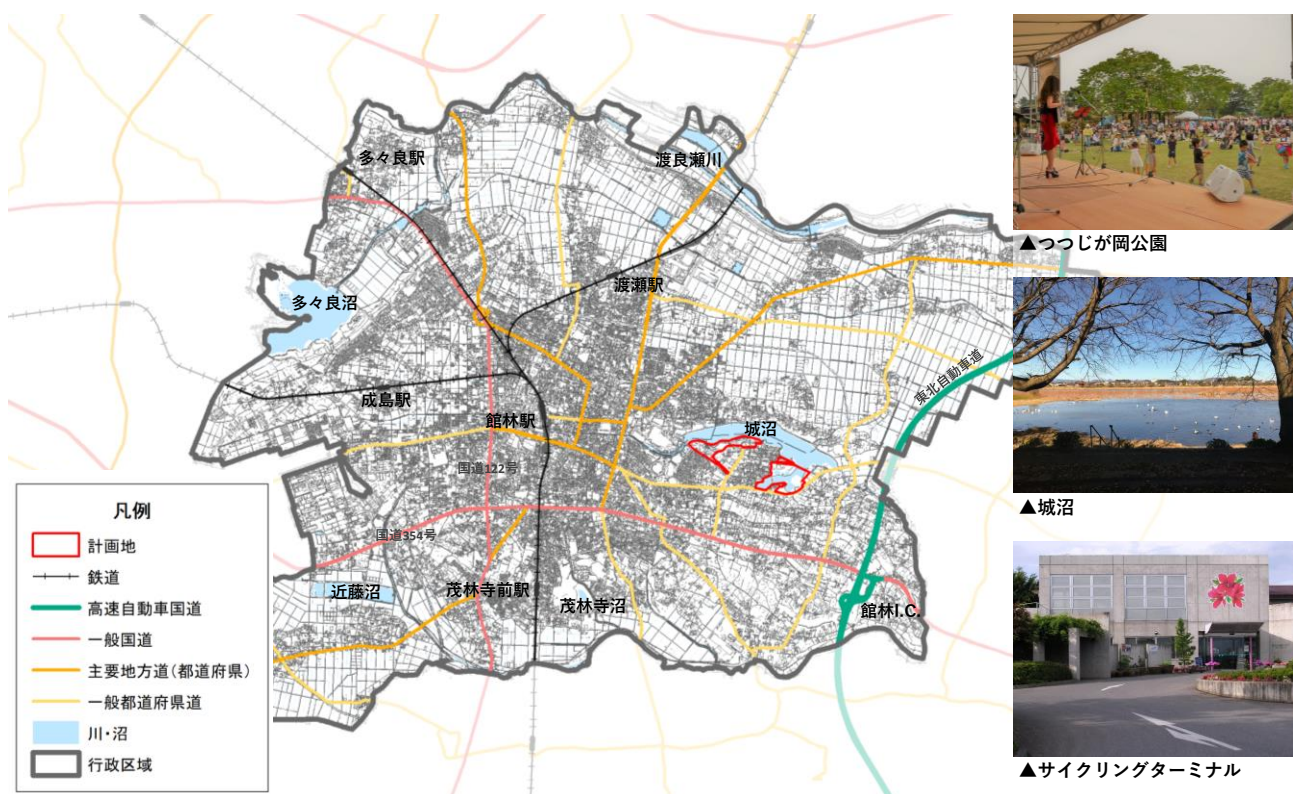 多々良駅
渡良瀬川
渡瀬駅
多々良沼
東北自動車道
成島駅
館林駅
城沼
国道122号
国道354号
近藤沼
茂林寺前駅
茂林寺沼
館林I.C.
凡例
計画地
鉄道
高速自動車国道
一般国道
主要地方道(都道府県)
一般都道府県道
川・沼
行政区域
▲つつじが岡公園
▲城沼
▲サイクリングターミナル